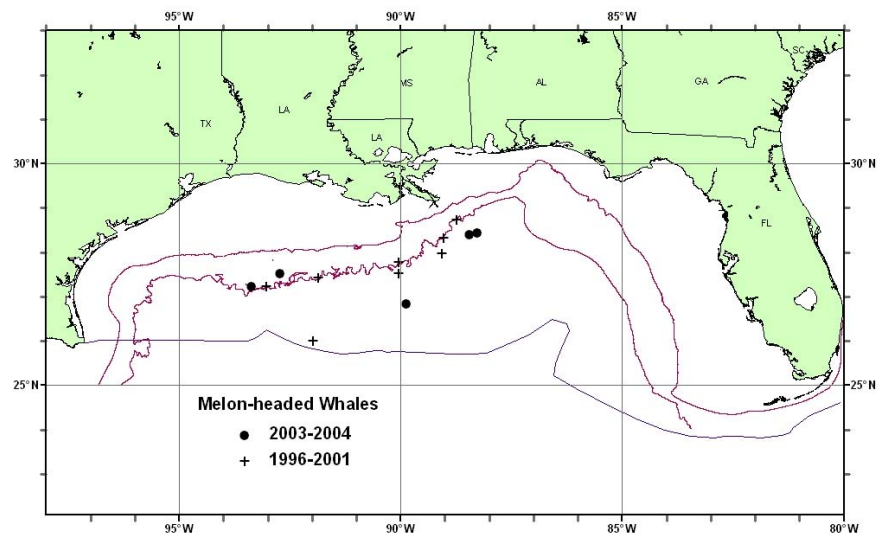 95°W 90°W 85°W 80°W
SC
MS AL GA
LA
TX
LA
30°N 30°N
FL
25°N 25°N
Melon-headed Whales
2003-2004
1996-2001
95°W 90°W 85°W 80°W